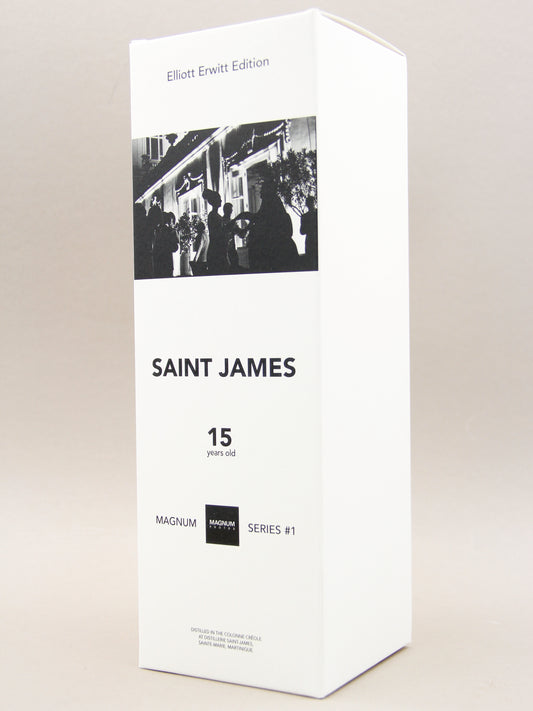 Elliott Erwitt Edition
SAINT JAMES
15
years old
MAGNUM
MAGNUM
PHOTOS
SERIES #1
DISTILLED IN THE COLONNE CRÉOLE
AT DISTILLERIE SAINT-JAMES,
SAINTE-MARIE, MARTINIQUE